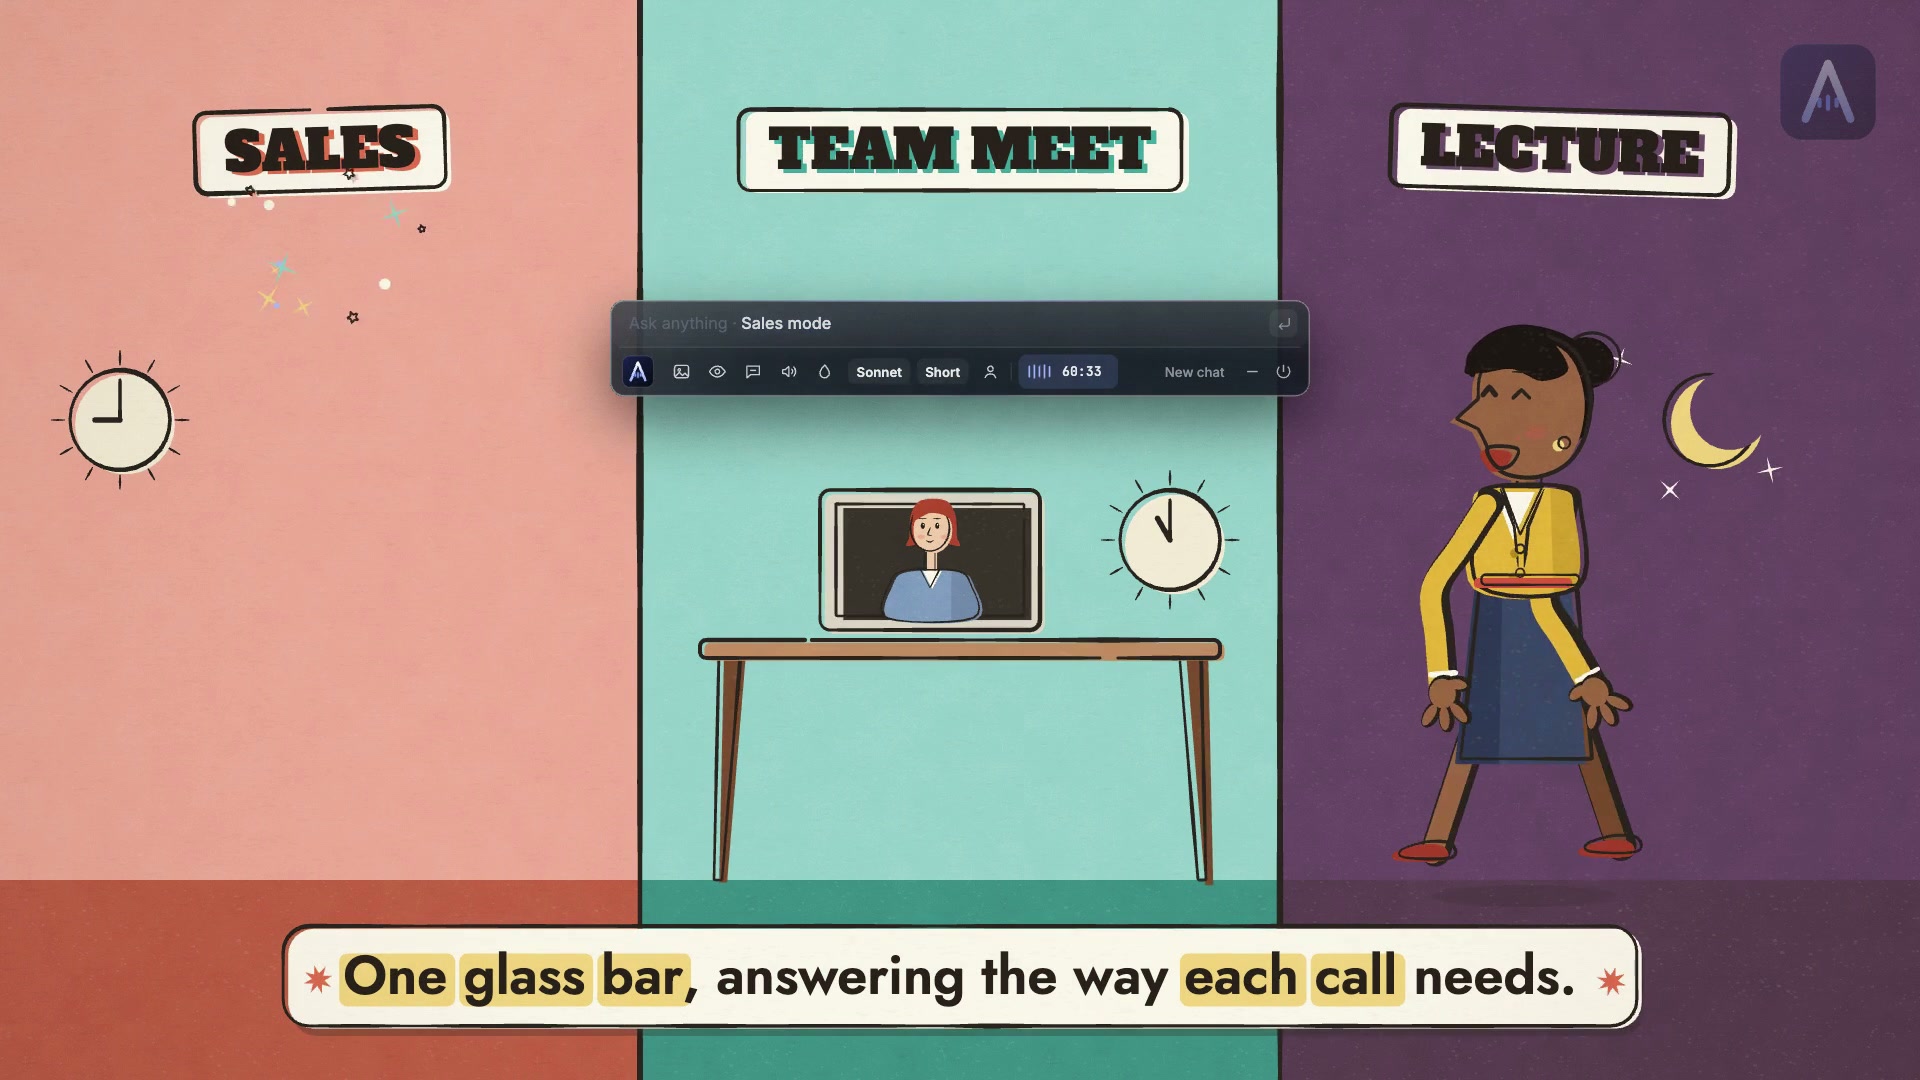 SALES
TEAM MEET
LECTURE
Ask anything · Sales mode
Sonnet Short 60:33 New chat
One glass bar, answering the way each call needs.